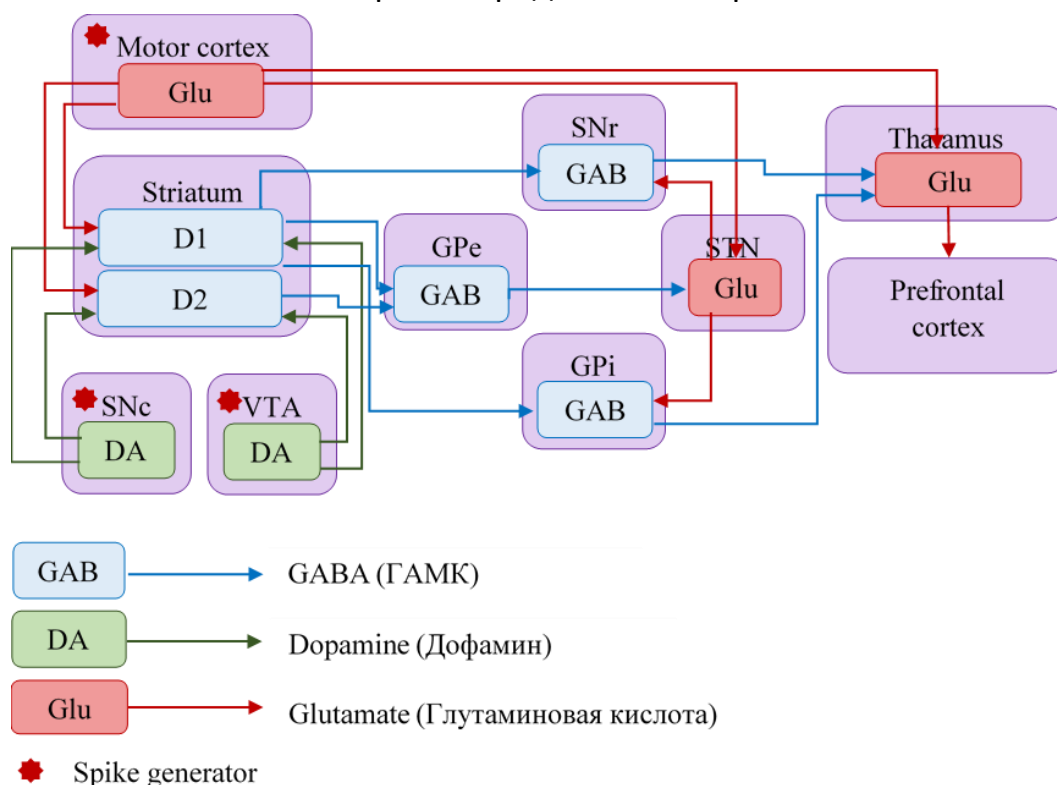 Motor cortex
Glu
SNr
GAB
Thalamus
Glu
Striatum
D1
D2
GPe
GAB
STN
Glu
Prefrontal
cortex
GPi
GAB
SNc
DA
VTA
DA
GAB
GABA (ГАМК)
DA
Dopamine (Дофамин)
Glu
Glutamate (Глутаминовая кислота)
Spike generator